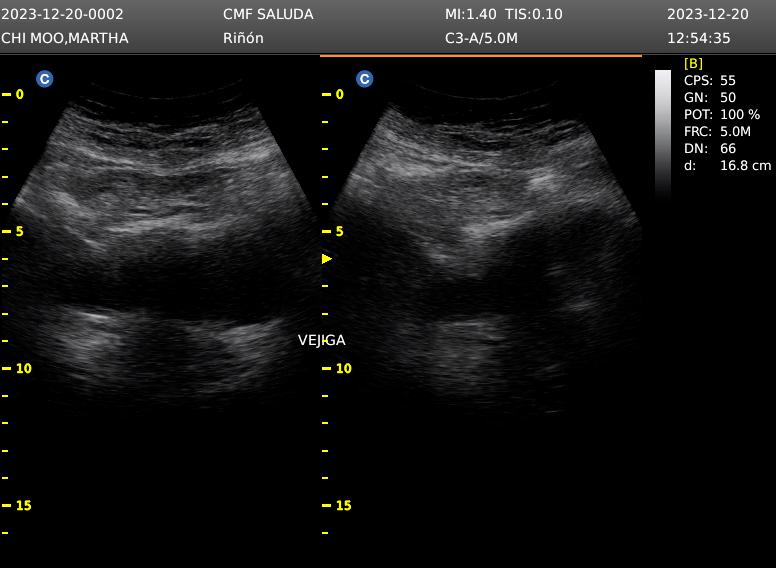 2023-12-20-0002 CMF SALUDA MI:1.40 TIS:0.10 2023-12-20
CHI MOO,MARTHA Riñón C3-A/5.0M 12:54:35
[B]
CPS: 55
GN: 50
POT: 100 %
FRC: 5.0M
DN: 66
d: 16.8 cm
C C
0 0
5 5
VEJIGA
10 10
15 15